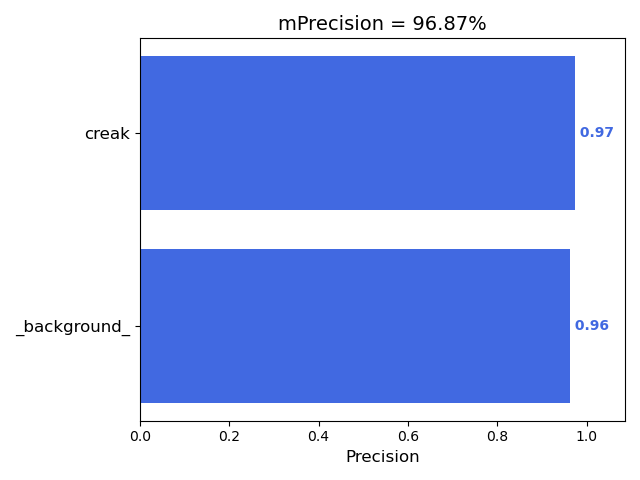 mPrecision = 96.87%
creak
0.97
_background_
0.96
0.0 0.2 0.4 0.6 0.8 1.0
Precision